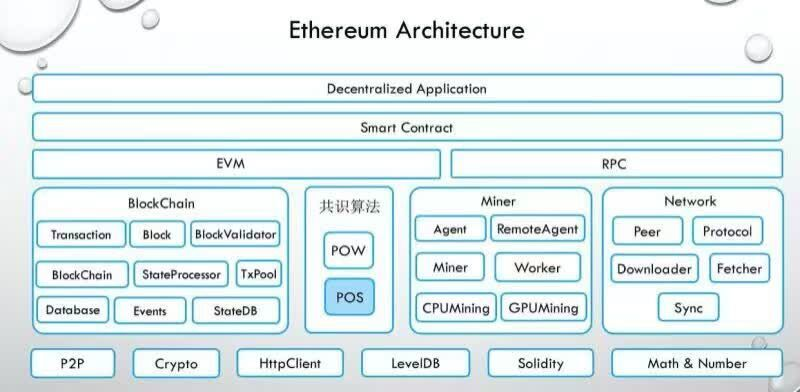 Ethereum Architecture
Decentralized Application
Smart Contract
EVM
RPC
BlockChain
Transaction
Block
BlockValidator
BlockChain
StateProcessor
TxPool
Database
Events
StateDB
共识算法
POW
POS
Miner
Agent
RemoteAgent
Miner
Worker
CPUMining
GPUMining
Network
Peer
Protocol
Downloader
Fetcher
Sync
P2P
Crypto
HttpClient
LevelDB
Solidity
Math & Number